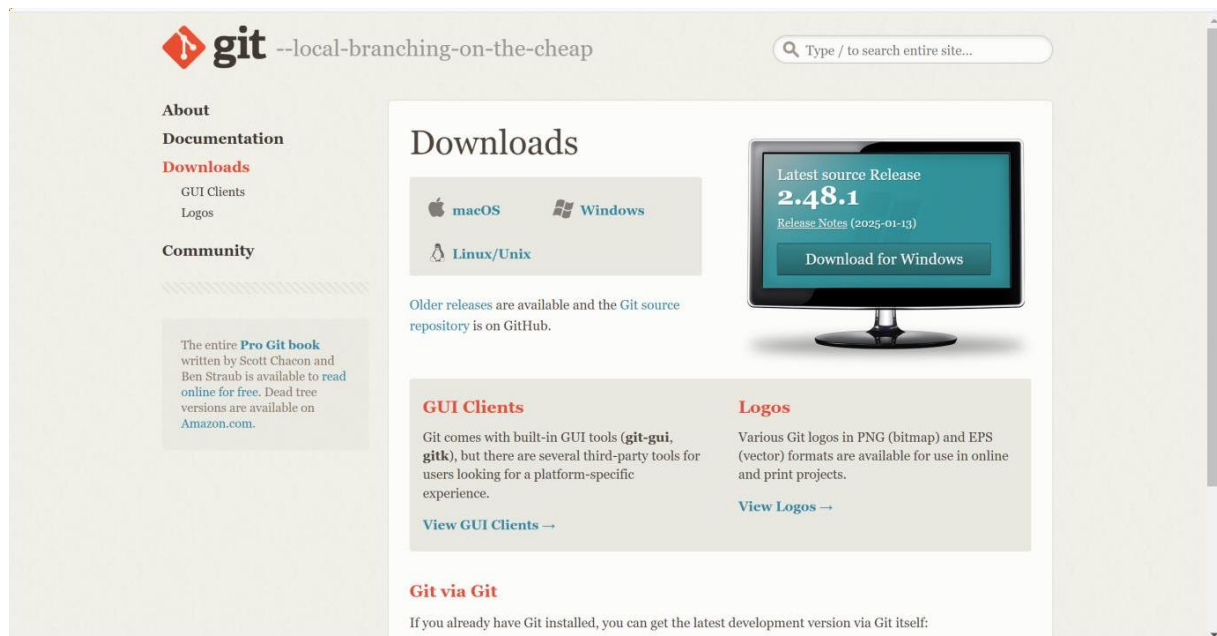 git --local-branching-on-the-cheap
Type / to search entire site...
About
Documentation
Downloads
GUI Clients
Logos
Community
The entire Pro Git book
written by Scott Chacon and
Ben Straub is available to read
online for free. Dead tree
versions are available on
Amazon.com.
Downloads
macOS
Windows
Linux/Unix
Older releases are available and the Git source
repository is on GitHub.
Latest source Release
2.48.1
Release Notes (2025-01-13)
Download for Windows
GUI Clients
Git comes with built-in GUI tools (git-gui,
gitk), but there are several third-party tools for
users looking for a platform-specific
experience.
View GUI Clients →
Logos
Various Git logos in PNG (bitmap) and EPS
(vector) formats are available for use in online
and print projects.
View Logos →
Git via Git
If you already have Git installed, you can get the latest development version via Git itself: